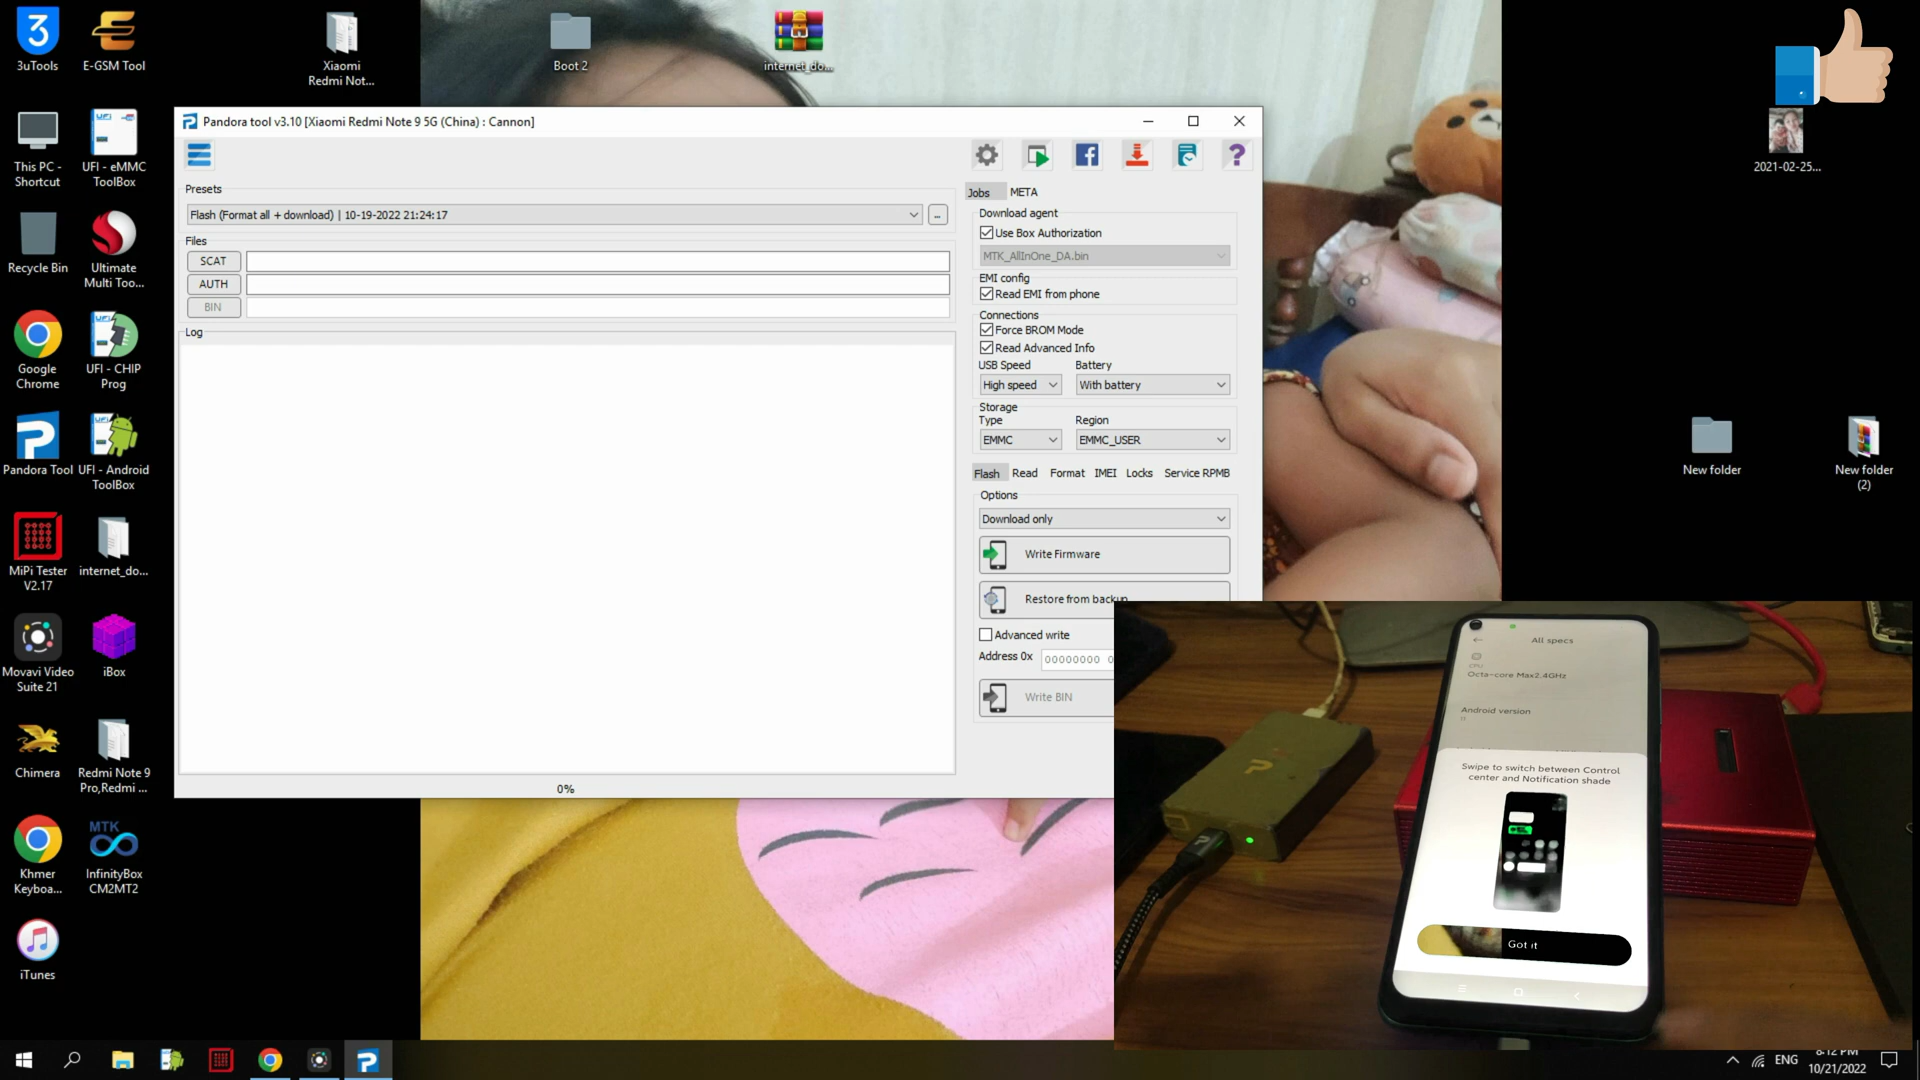 3uTools
E-GSM Tool
Xiaomi
Redmi Not...
Boot 2
internet_do...
This PC -
Shortcut
UFI - eMMC
ToolBox
Recycle Bin
Ultimate
Multi Too...
Google
Chrome
UFI - CHIP
Prog
Pandora Tool
UFI - Android
ToolBox
MiPi Tester
V2.17
internet_do...
Movavi Video
Suite 21
iBox
Chimera
Redmi Note 9
Pro,Redmi ...
Khmer
Keyboa...
MTK
InfinityBox
CM2MT2
iTunes
2021-02-25...
New folder
New folder
(2)
Pandora tool v3.10 [Xiaomi Redmi Note 9 5G (China) : Cannon]
Presets
Flash (Format all + download) | 10-19-2022 21:24:17
...
Files
SCAT
AUTH
BIN
Log
0%
Jobs META
Download agent
Use Box Authorization
MTK_AllInOne_DA.bin
EMI config
Read EMI from phone
Connections
Force BROM Mode
Read Advanced Info
USB Speed Battery
High speed With battery
Storage
Type Region
EMMC EMMC_USER
Flash Read Format IMEI Locks Service RPMB
Options
Download only
Write Firmware
Restore from backup
Advanced write
Address 0x 00000000 0
Write BIN
All specs
CPU
Octa-core Max2.4GHz
Android version
11
Swipe to switch between Control
center and Notification shade
Got it
ENG
8:12 PM
10/21/2022